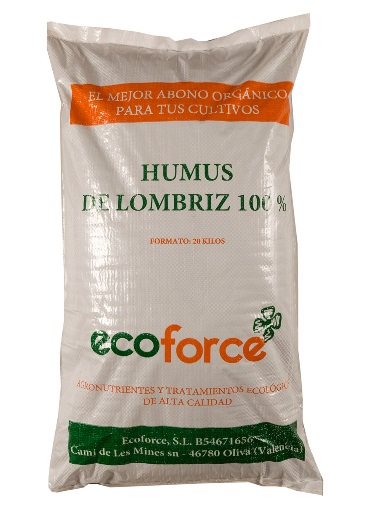 EL MEJOR ABONO ORGÁNICO
PARA TUS CULTIVOS
HUMUS
DE LOMBRIZ 100 %
FORMATO: 20 KILOS
ecoforce
AGRONUTRIENTES Y TRATAMIENTOS ECOLÓGICOS
DE ALTA CALIDAD
Ecoforce, S.L. B54671656
Cami de Les Mines sn - 46780 Oliva (Valencia)